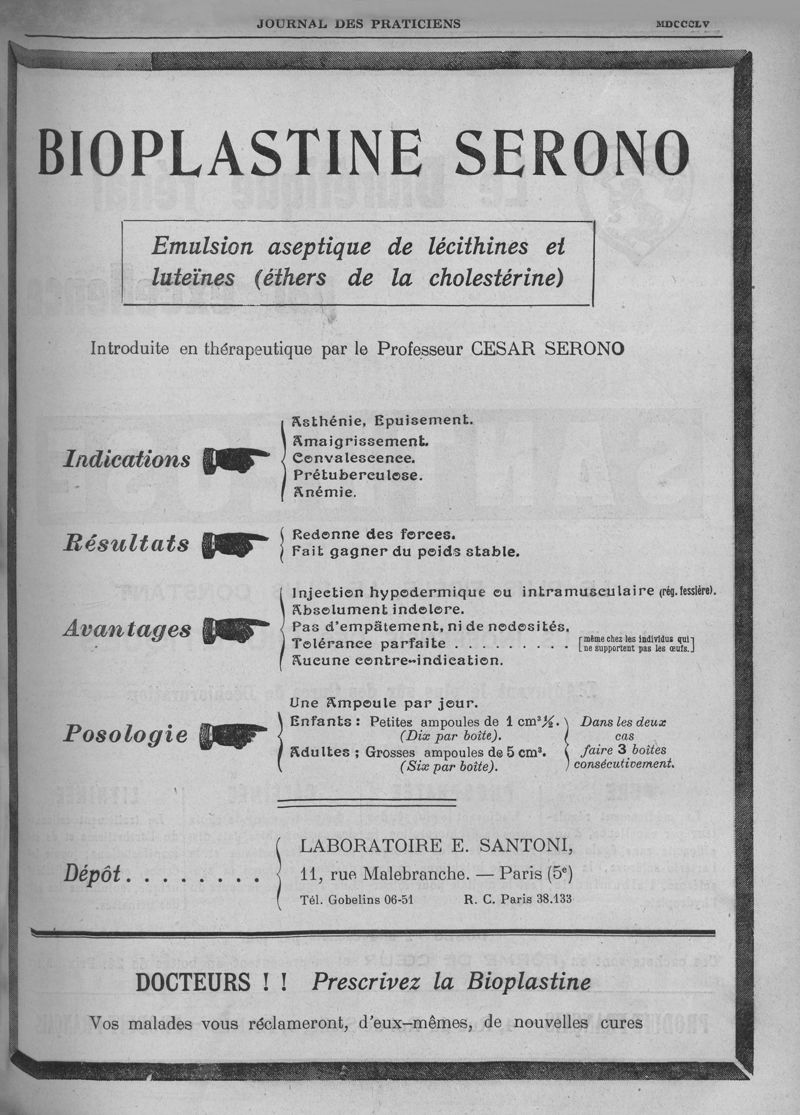 JOURNAL DES PRATICIENS MDCCCLV
BIOPLASTINE SERONO
Emulsion aseptique de lécithines et
luteïnes (éthers de la cholestérine)
Introduite en thérapeutique par le Professeur CESAR SERONO
Indications
Asthénie, Epuisement.
Amaigrissement.
Convalescence.
Prétuberculose.
Anémie.
Résultats
Redonne des forces.
Fait gagner du poids stable.
Avantages
Injection hypodermique ou intramusculaire (rég. fessière).
Absolument indolore.
Pas d'empâtement, ni de nodosités,
Tolérance parfaite . . . . . . . . . [même chez les individus qui
ne supportent pas les œufs.]
Aucune contre-indication.
Posologie
Une Ampoule par jour.
Enfants : Petites ampoules de 1 cm³ ½.
(Dix par boîte).
Adultes ; Grosses ampoules de 5 cm³.
(Six par boîte).
Dans les deux
cas
faire 3 boîtes
consécutivement.
Dépôt . . . . . . . .
LABORATOIRE E. SANTONI,
11, rue Malebranche. — Paris (5e)
Tél. Gobelins 06-51 R. C. Paris 38.133
DOCTEURS ! ! Prescrivez la Bioplastine
Vos malades vous réclameront, d'eux-mêmes, de nouvelles cures